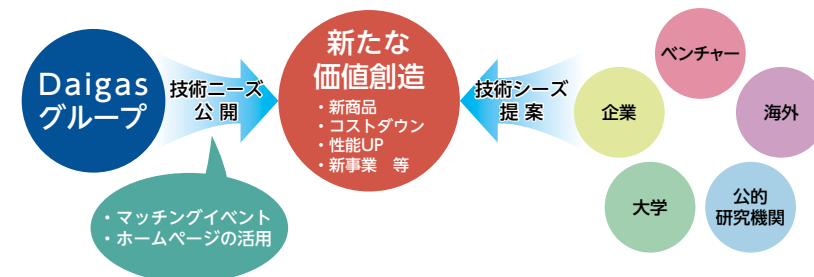 Daigas
グループ
技術ニーズ
公開
・マッチングイベント
・ホームページの活用
新たな
価値創造
・新商品
・コストダウン
・性能UP
・新事業　等
技術シーズ
提案
ベンチャー
企業
海外
大学
公的
研究機関